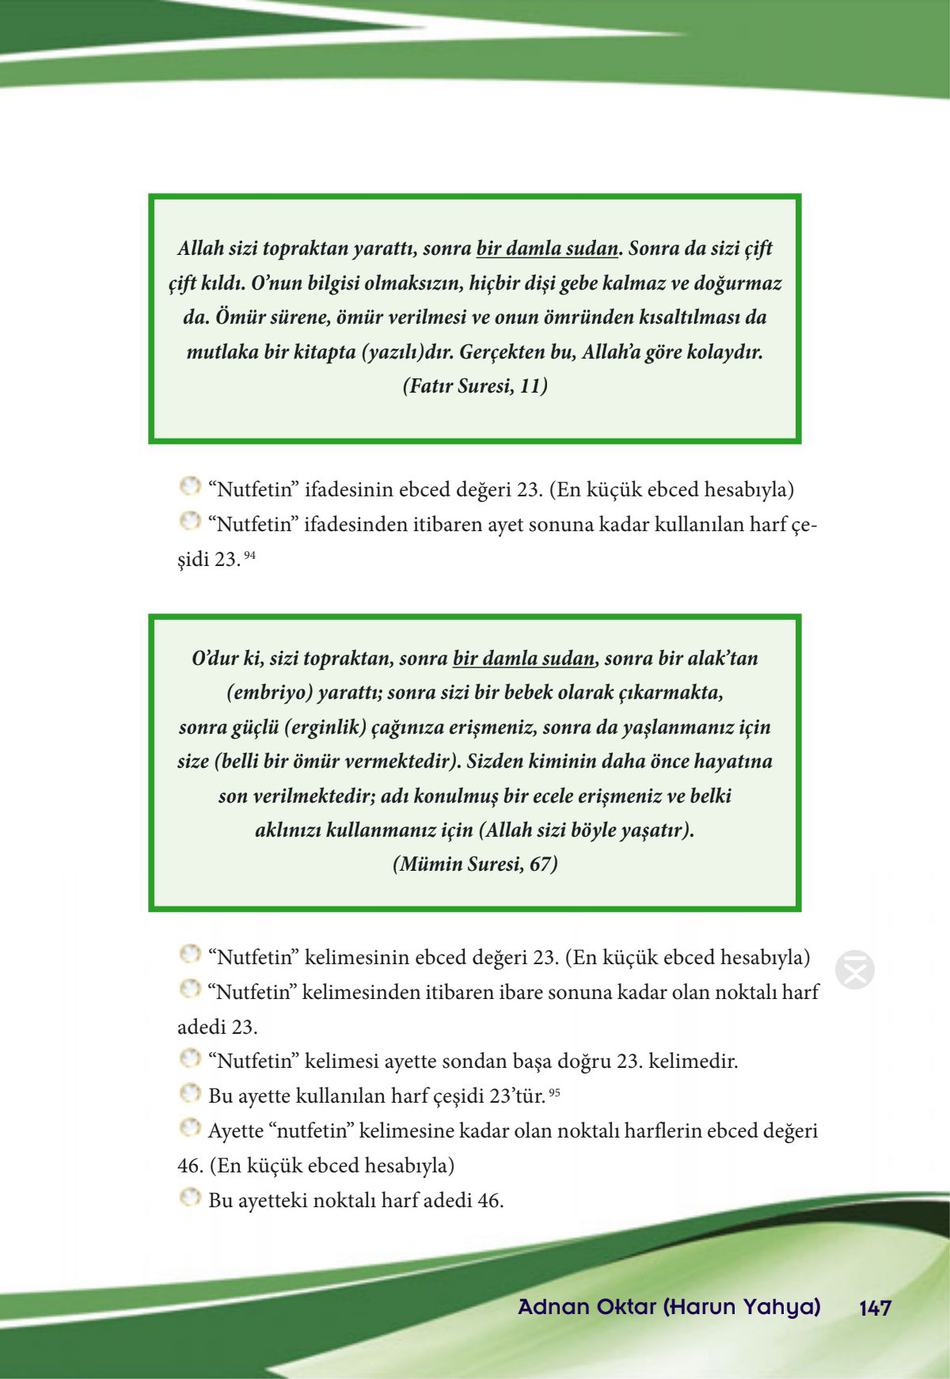 Allah sizi topraktan yarattı, sonra bir damla sudan. Sonra da sizi çift
çift kıldı. O’nun bilgisi olmaksızın, hiçbir dişi gebe kalmaz ve doğurmaz
da. Ömür sürene, ömür verilmesi ve onun ömründen kısaltılması da
mutlaka bir kitapta (yazılı)dır. Gerçekten bu, Allah’a göre kolaydır.
(Fatır Suresi, 11)
“Nutfetin” ifadesinin ebced değeri 23. (En küçük ebced hesabıyla)
“Nutfetin” ifadesinden itibaren ayet sonuna kadar kullanılan harf çe-
şidi 23.⁹⁴
O’dur ki, sizi topraktan, sonra bir damla sudan, sonra bir alak’tan
(embriyo) yarattı; sonra sizi bir bebek olarak çıkarmakta,
sonra güçlü (erginlik) çağınıza erişmeniz, sonra da yaşlanmanız için
size (belli bir ömür vermektedir). Sizden kiminin daha önce hayatına
son verilmektedir; adı konulmuş bir ecele erişmeniz ve belki
aklınızı kullanmanız için (Allah sizi böyle yaşatır).
(Mümin Suresi, 67)
“Nutfetin” kelimesinin ebced değeri 23. (En küçük ebced hesabıyla)
“Nutfetin” kelimesinden itibaren ibare sonuna kadar olan noktalı harf
adedi 23.
“Nutfetin” kelimesi ayette sondan başa doğru 23. kelimedir.
Bu ayette kullanılan harf çeşidi 23’tür.⁹⁵
Ayette “nutfetin” kelimesine kadar olan noktalı harflerin ebced değeri
46. (En küçük ebced hesabıyla)
Bu ayetteki noktalı harf adedi 46.
Adnan Oktar (Harun Yahya) 147